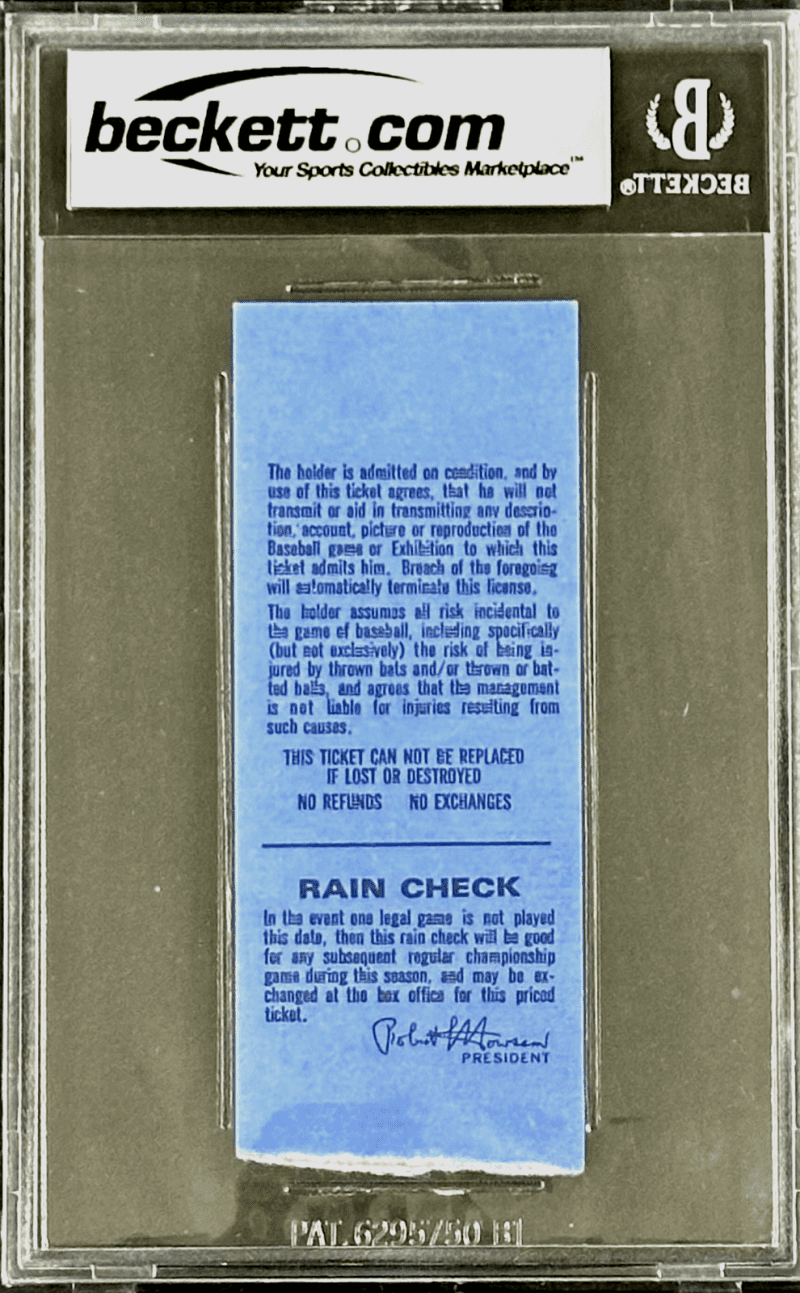 beckett.com
Your Sports Collectibles Marketplace™
B
BECKETT®
The holder is admitted on condition, and by
use of this ticket agrees, that he will not
transmit or aid in transmitting any descrip-
tion, account, picture or reproduction of the
Baseball game or Exhibition to which this
ticket admits him. Breach of the foregoing
will automatically terminate this license.
The holder assumes all risk incidental to
the game of baseball, including specifically
(but not exclusively) the risk of being in-
jured by thrown bats and/or thrown or bat-
ted balls, and agrees that the management
is not liable for injuries resulting from
such causes.
THIS TICKET CAN NOT BE REPLACED
IF LOST OR DESTROYED
NO REFUNDS NO EXCHANGES
RAIN CHECK
In the event one legal game is not played
this date, then this rain check will be good
for any subsequent regular championship
game during this season, and may be ex-
changed at the box office for this priced
ticket.
Robert
PRESIDENT
PAT. 6295750 B1